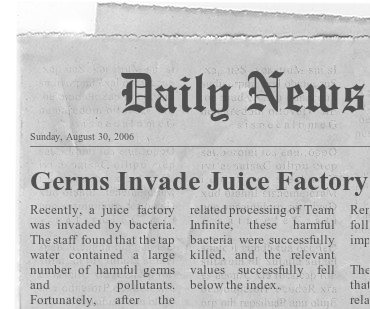 Daily News
Sunday, August 30, 2006
Germs Invade Juice Factory
Recently, a juice factory
was invaded by bacteria.
The staff found that the tap
water contained a large
number of harmful germs
and pollutants.
Fortunately, after the
related processing of Team
Infinite, these harmful
bacteria were successfully
killed, and the relevant
values successfully fell
below the index.